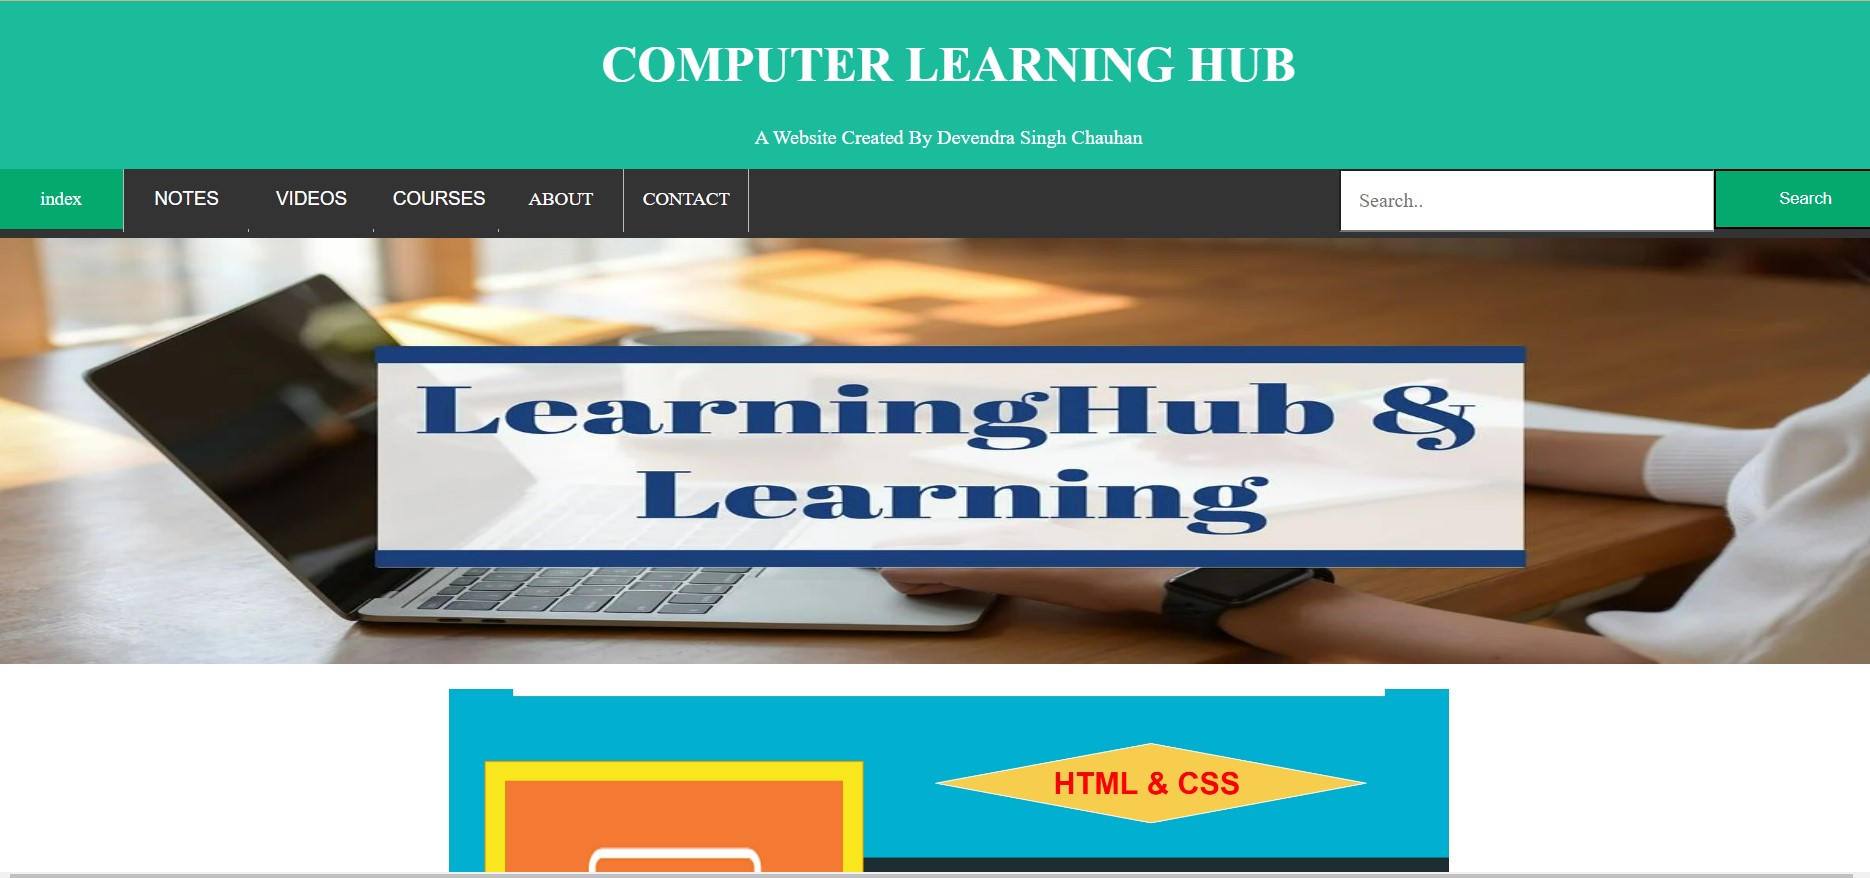 COMPUTER LEARNING HUB
A Website Created By Devendra Singh Chauhan
index NOTES VIDEOS COURSES ABOUT CONTACT Search.. Search
LearningHub &
Learning
HTML & CSS